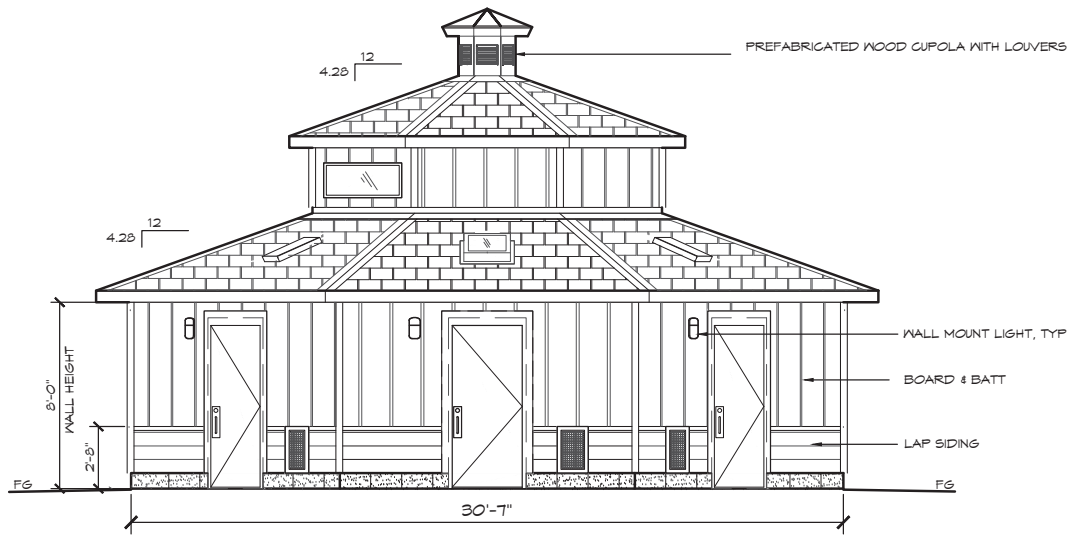 PREFABRICATED WOOD CUPOLA WITH LOUVERS
12
4.28
12
4.28
WALL MOUNT LIGHT, TYP
8'-0"
WALL HEIGHT
BOARD & BATT
2'-8"
LAP SIDING
FG
FG
30'-7"